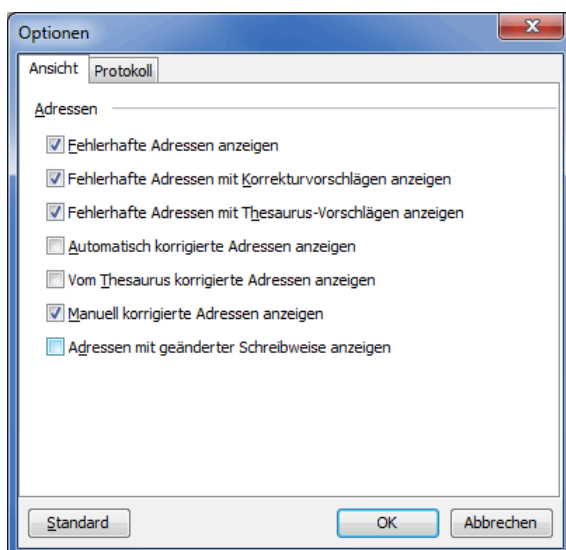 Optionen
Ansicht Protokoll
Adressen
Fehlerhafte Adressen anzeigen
Fehlerhafte Adressen mit Korrekturvorschlägen anzeigen
Fehlerhafte Adressen mit Thesaurus-Vorschlägen anzeigen
Automatisch korrigierte Adressen anzeigen
Vom Thesaurus korrigierte Adressen anzeigen
Manuell korrigierte Adressen anzeigen
Adressen mit geänderter Schreibweise anzeigen
Standard OK Abbrechen